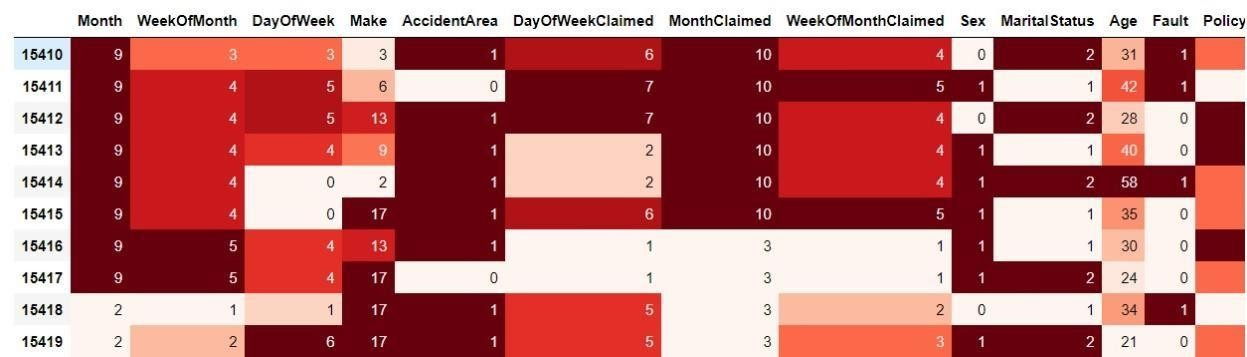 Month WeekOfMonth DayOfWeek Make AccidentArea DayOfWeekClaimed MonthClaimed WeekOfMonthClaimed Sex MaritalStatus Age Fault Policy
15410 9 3 3 3 1 6 10 4 0 2 31 1
15411 9 4 5 6 0 7 10 5 1 1 42 1
15412 9 4 5 13 1 7 10 4 0 2 28 0
15413 9 4 4 9 1 2 10 4 1 1 40 0
15414 9 4 0 2 1 2 10 4 1 2 58 1
15415 9 4 0 17 1 6 10 5 1 1 35 0
15416 9 5 4 13 1 1 3 1 1 1 30 0
15417 9 5 4 17 0 1 3 1 1 2 24 0
15418 2 1 1 17 1 5 3 2 0 1 34 1
15419 2 2 6 17 1 5 3 3 1 2 21 0